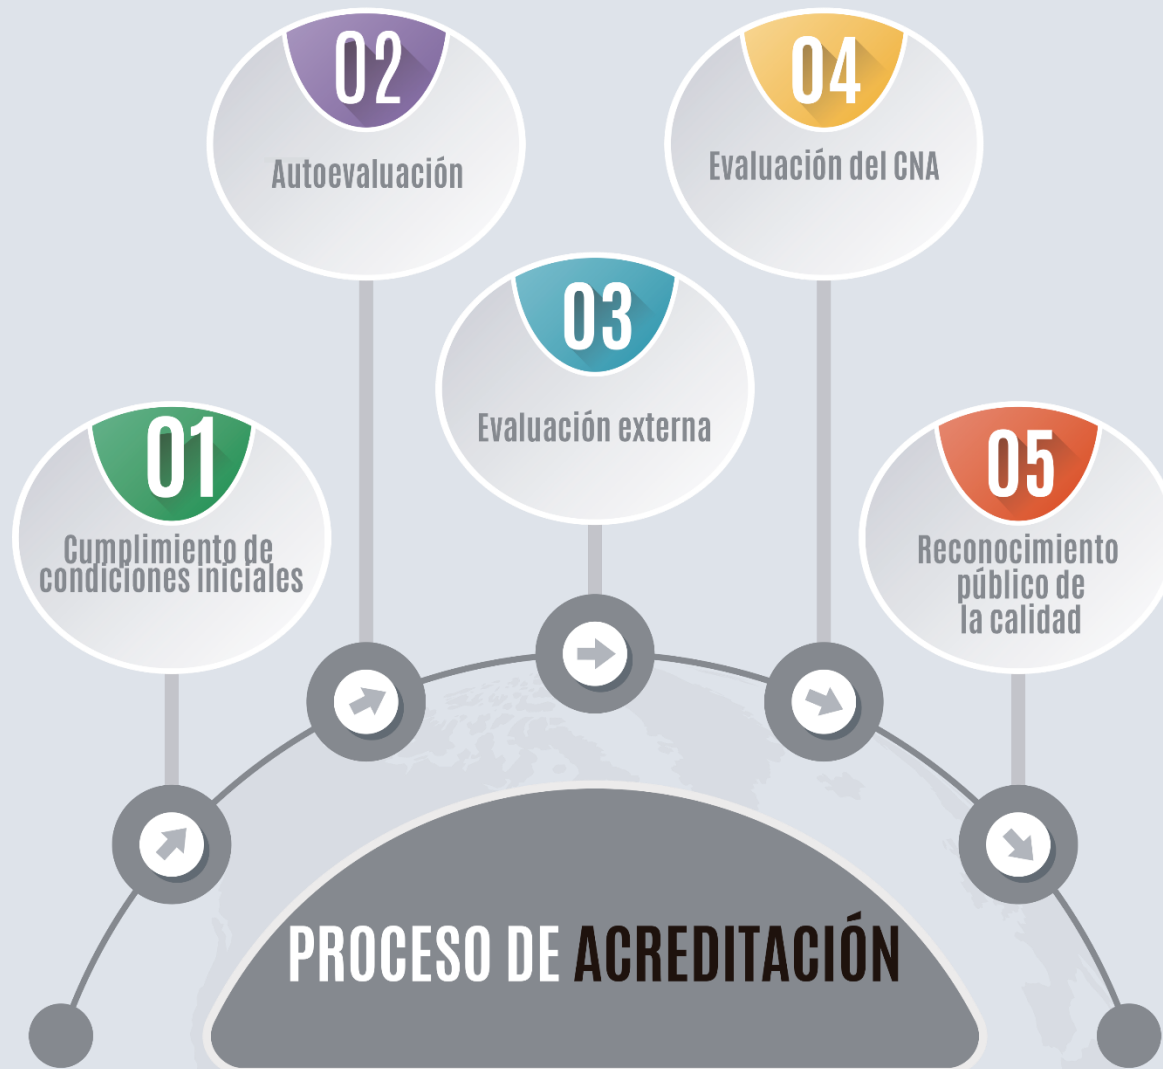 01
Cumplimiento de
condiciones iniciales
02
Autoevaluación
03
Evaluación externa
04
Evaluación del CNA
05
Reconocimiento
público de
la calidad
PROCESO DE ACREDITACIÓN